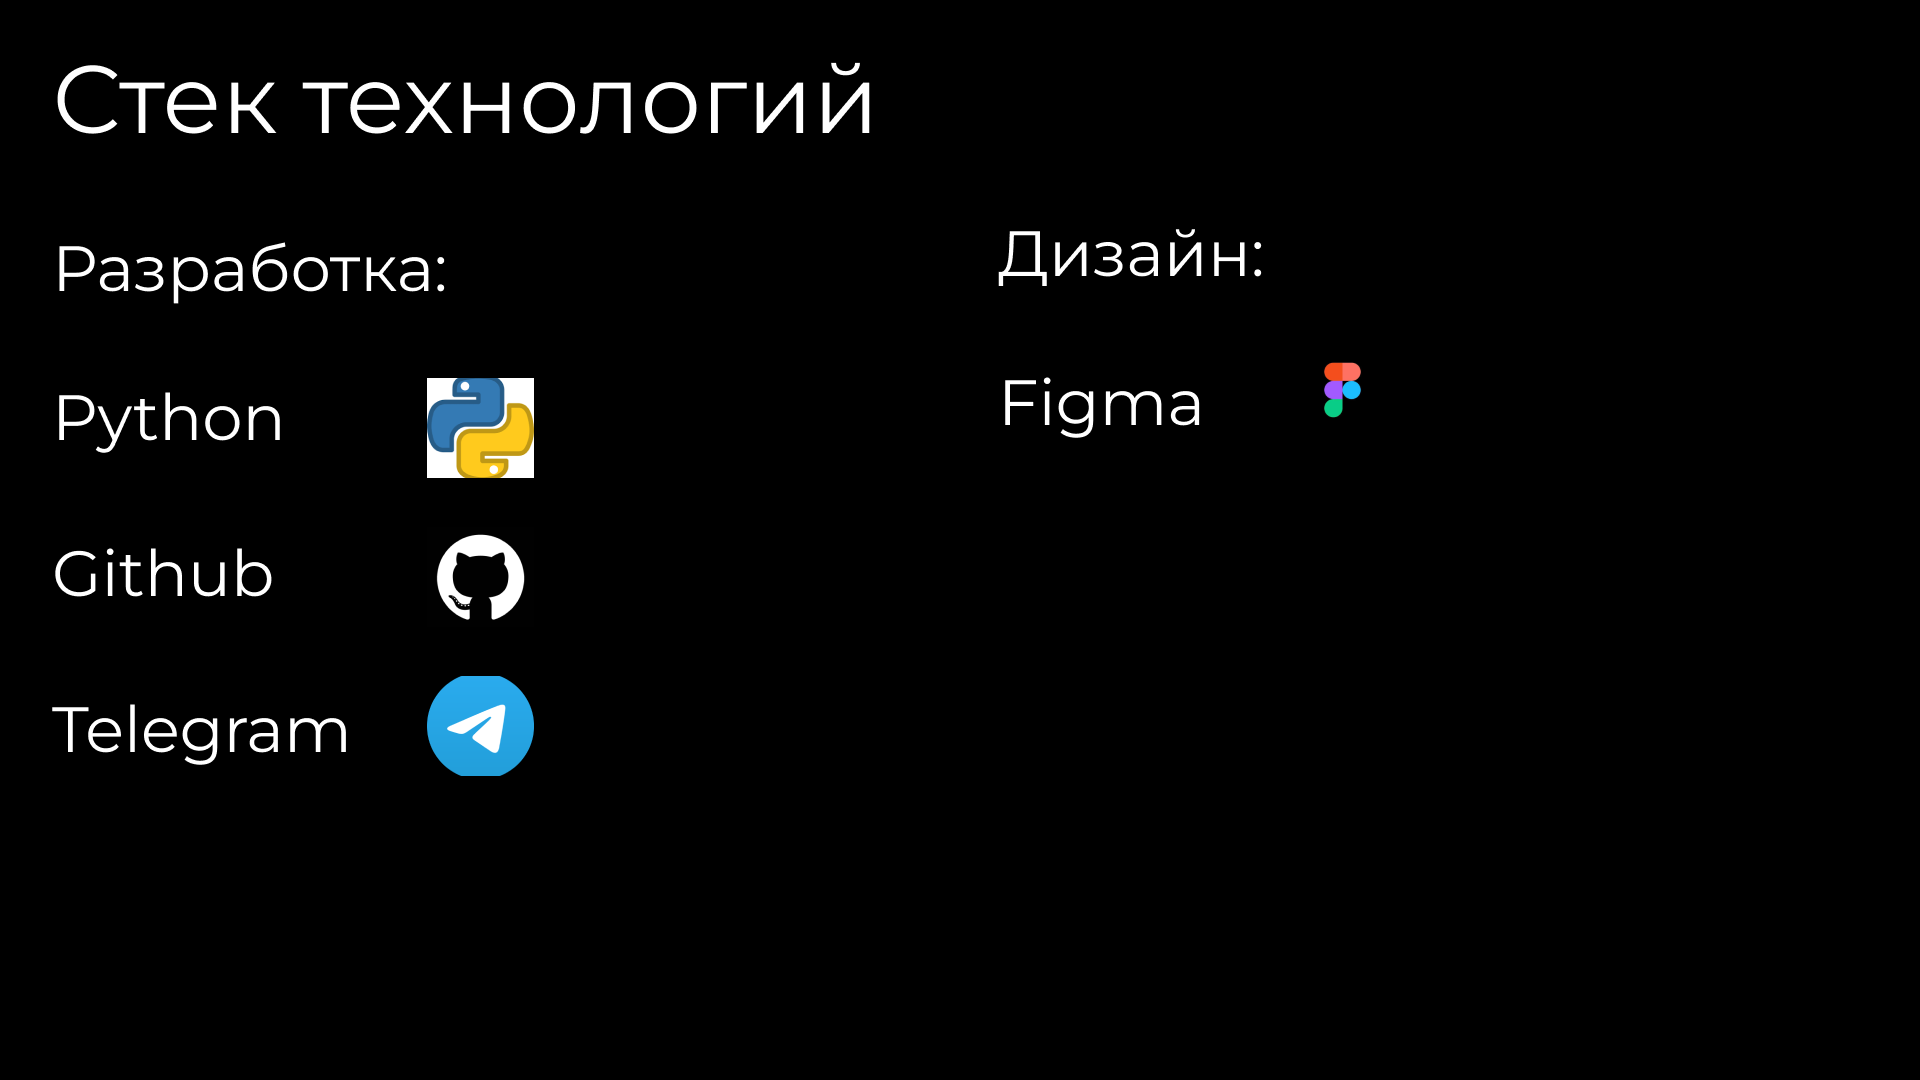 Стек технологий
Разработка:
Python
Github
Telegram
Дизайн:
Figma